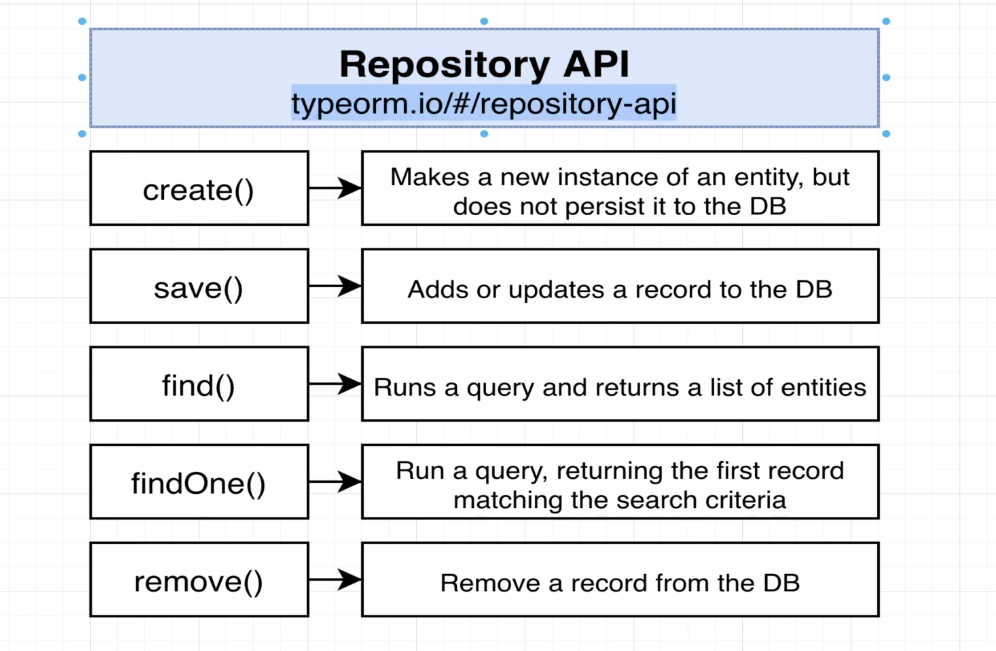 Repository API
typeorm.io/#/repository-api
create()
Makes a new instance of an entity, but
does not persist it to the DB
save()
Adds or updates a record to the DB
find()
Runs a query and returns a list of entities
findOne()
Run a query, returning the first record
matching the search criteria
remove()
Remove a record from the DB